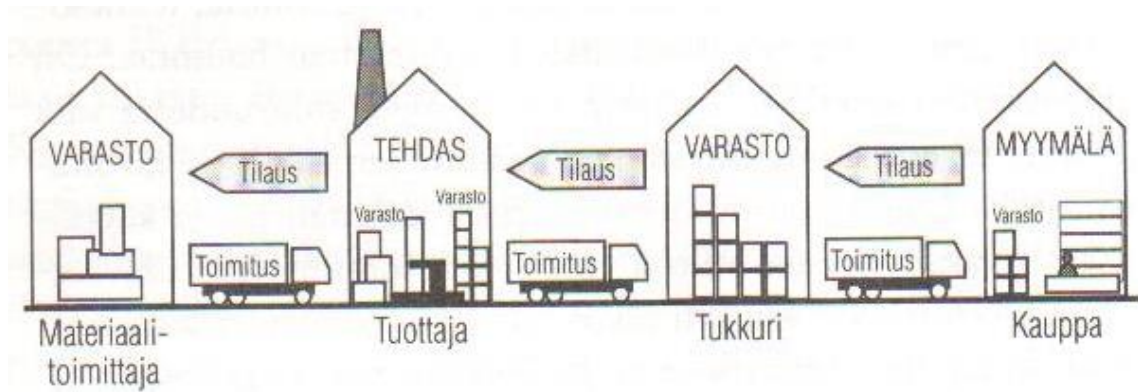 VARASTO
Tilaus
TEHDAS
Tilaus
VARASTO
Tilaus
MYYMÄLÄ
Varasto
Varasto
Varasto
Toimitus
Toimitus
Toimitus
Materiaali-
toimittaja
Tuottaja
Tukkuri
Kauppa